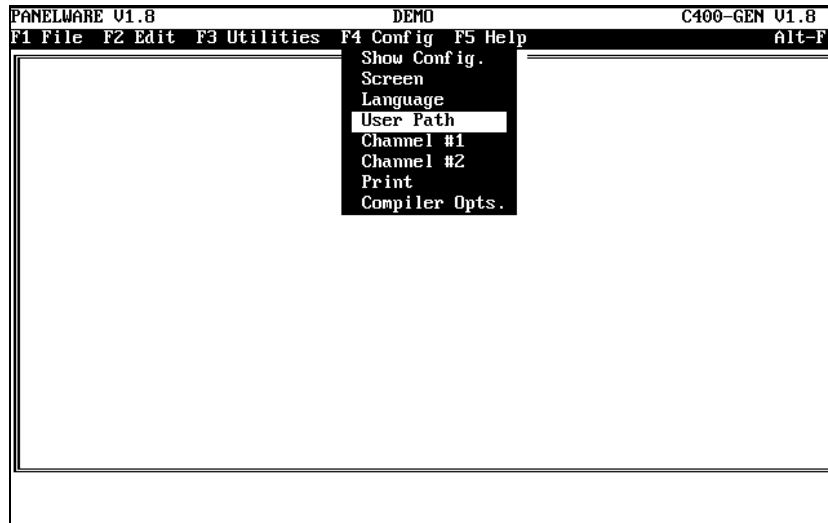 PANELWARE V1.8 DEMO C400-GEN V1.8
F1 File F2 Edit F3 Utilities F4 Config F5 Help Alt-F
Show Config.
Screen
Language
User Path
Channel #1
Channel #2
Print
Compiler Opts.